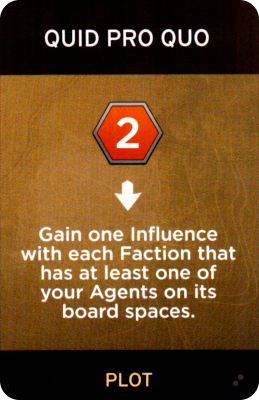 QUID PRO QUO
2
Gain one Influence
with each Faction that
has at least one of
your Agents on its
board spaces.
PLOT